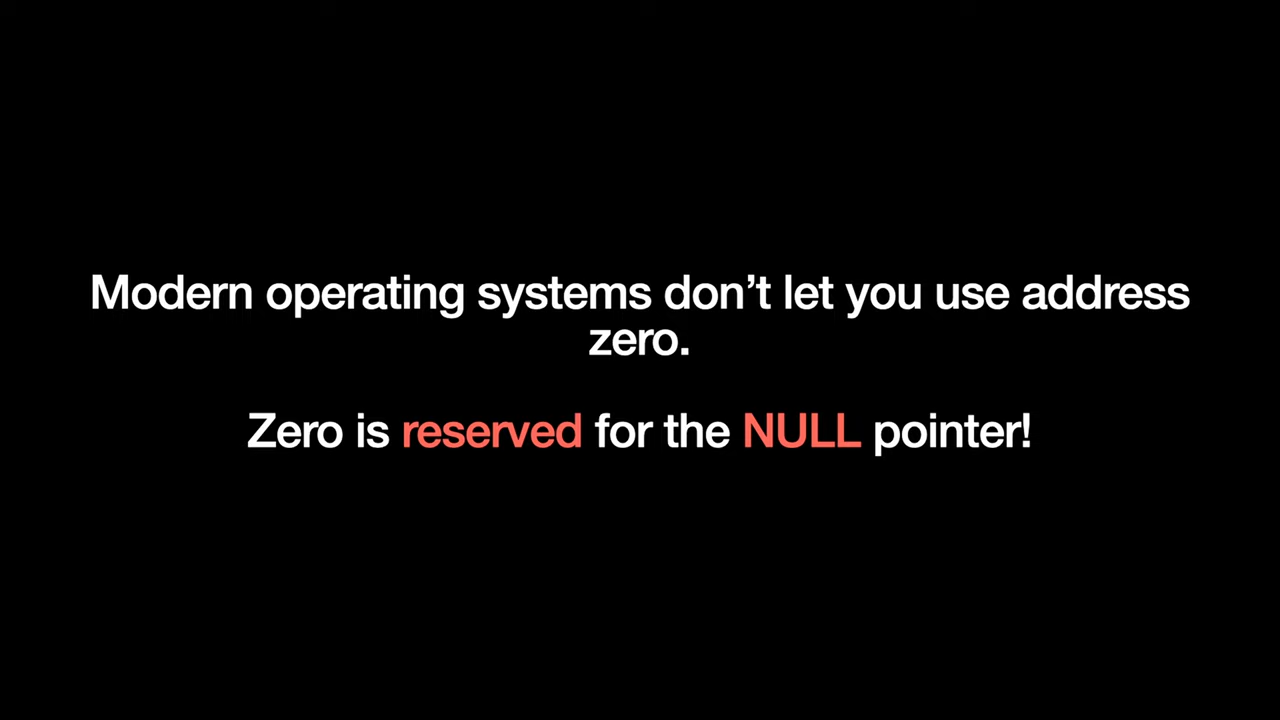 Modern operating systems don’t let you use address
zero.
Zero is reserved for the NULL pointer!